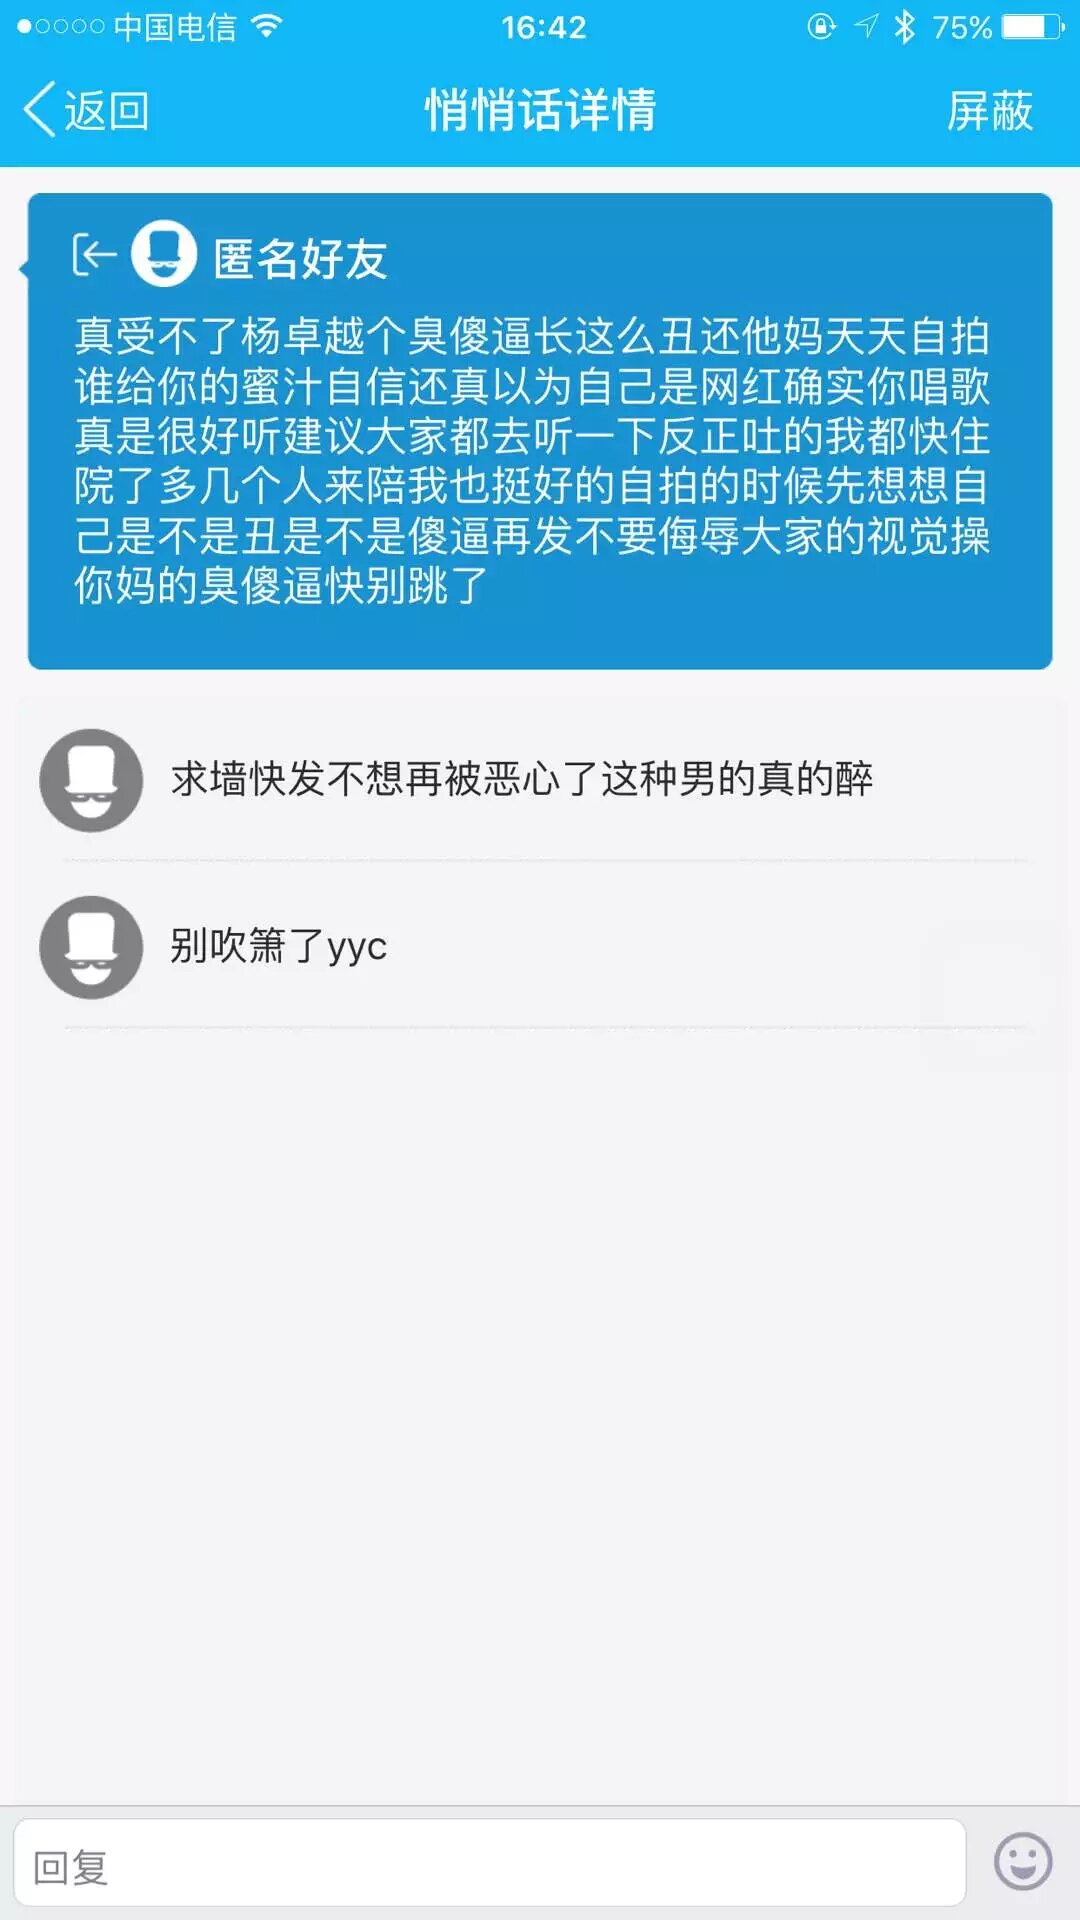 中国电信
16:42
75%
返回
悄悄话详情
屏蔽
匿名好友
真受不了杨卓越个臭傻逼长这么丑还他妈天天自拍
谁给你的蜜汁自信还真以为自己是网红确实你唱歌
真是很好听建议大家都去听一下反正吐的我都快住
院了多几个人来陪我也挺好的自拍的时候先想想自
己是不是丑是不是傻逼再发不要侮辱大家的视觉操
你妈的臭傻逼快别跳了
求墙快发不想再被恶心了这种男的真的醉
别吹箫了yyc
回复